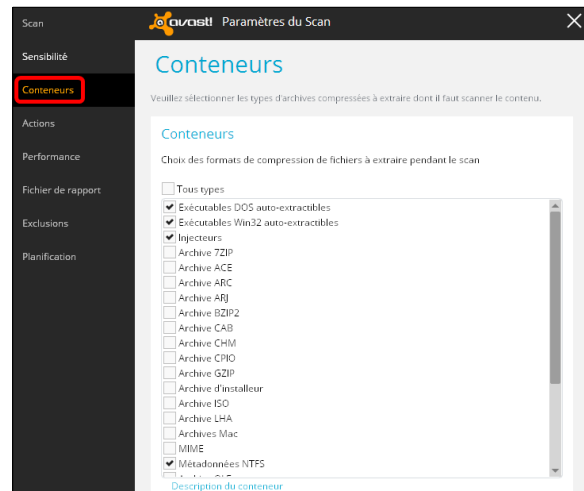 Scan
Sensibilité
Conteneurs
Actions
Performance
Fichier de rapport
Exclusions
Planification
avast! Paramètres du Scan
Conteneurs
Veuillez sélectionner les types d'archives compressées à extraire dont il faut scanner le contenu.
Conteneurs
Choix des formats de compression de fichiers à extraire pendant le scan
Tous types
Exécutables DOS auto-extractibles
Exécutables Win32 auto-extractibles
Injecteurs
Archive 7ZIP
Archive ACE
Archive ARC
Archive ARJ
Archive BZIP2
Archive CAB
Archive CHM
Archive CPIO
Archive GZIP
Archive d'installeur
Archive ISO
Archive LHA
Archives Mac
MIME
Métadonnées NTFS
Description du conteneur